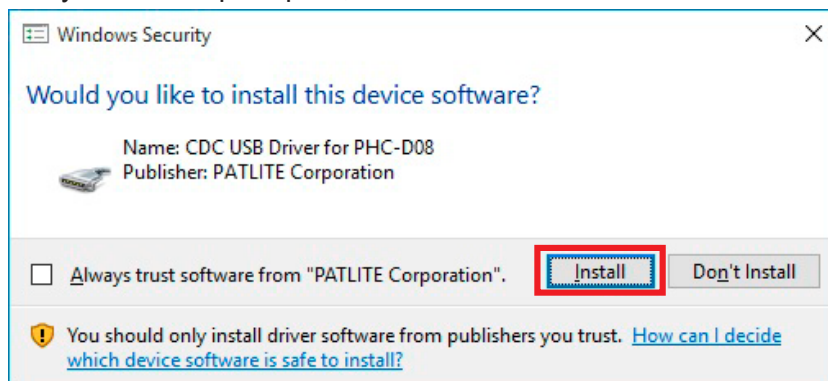 Windows Security
Would you like to install this device software?
Name: CDC USB Driver for PHC-D08
Publisher: PATLITE Corporation
Always trust software from "PATLITE Corporation".
Install
Don't Install
You should only install driver software from publishers you trust. How can I decide
which device software is safe to install?